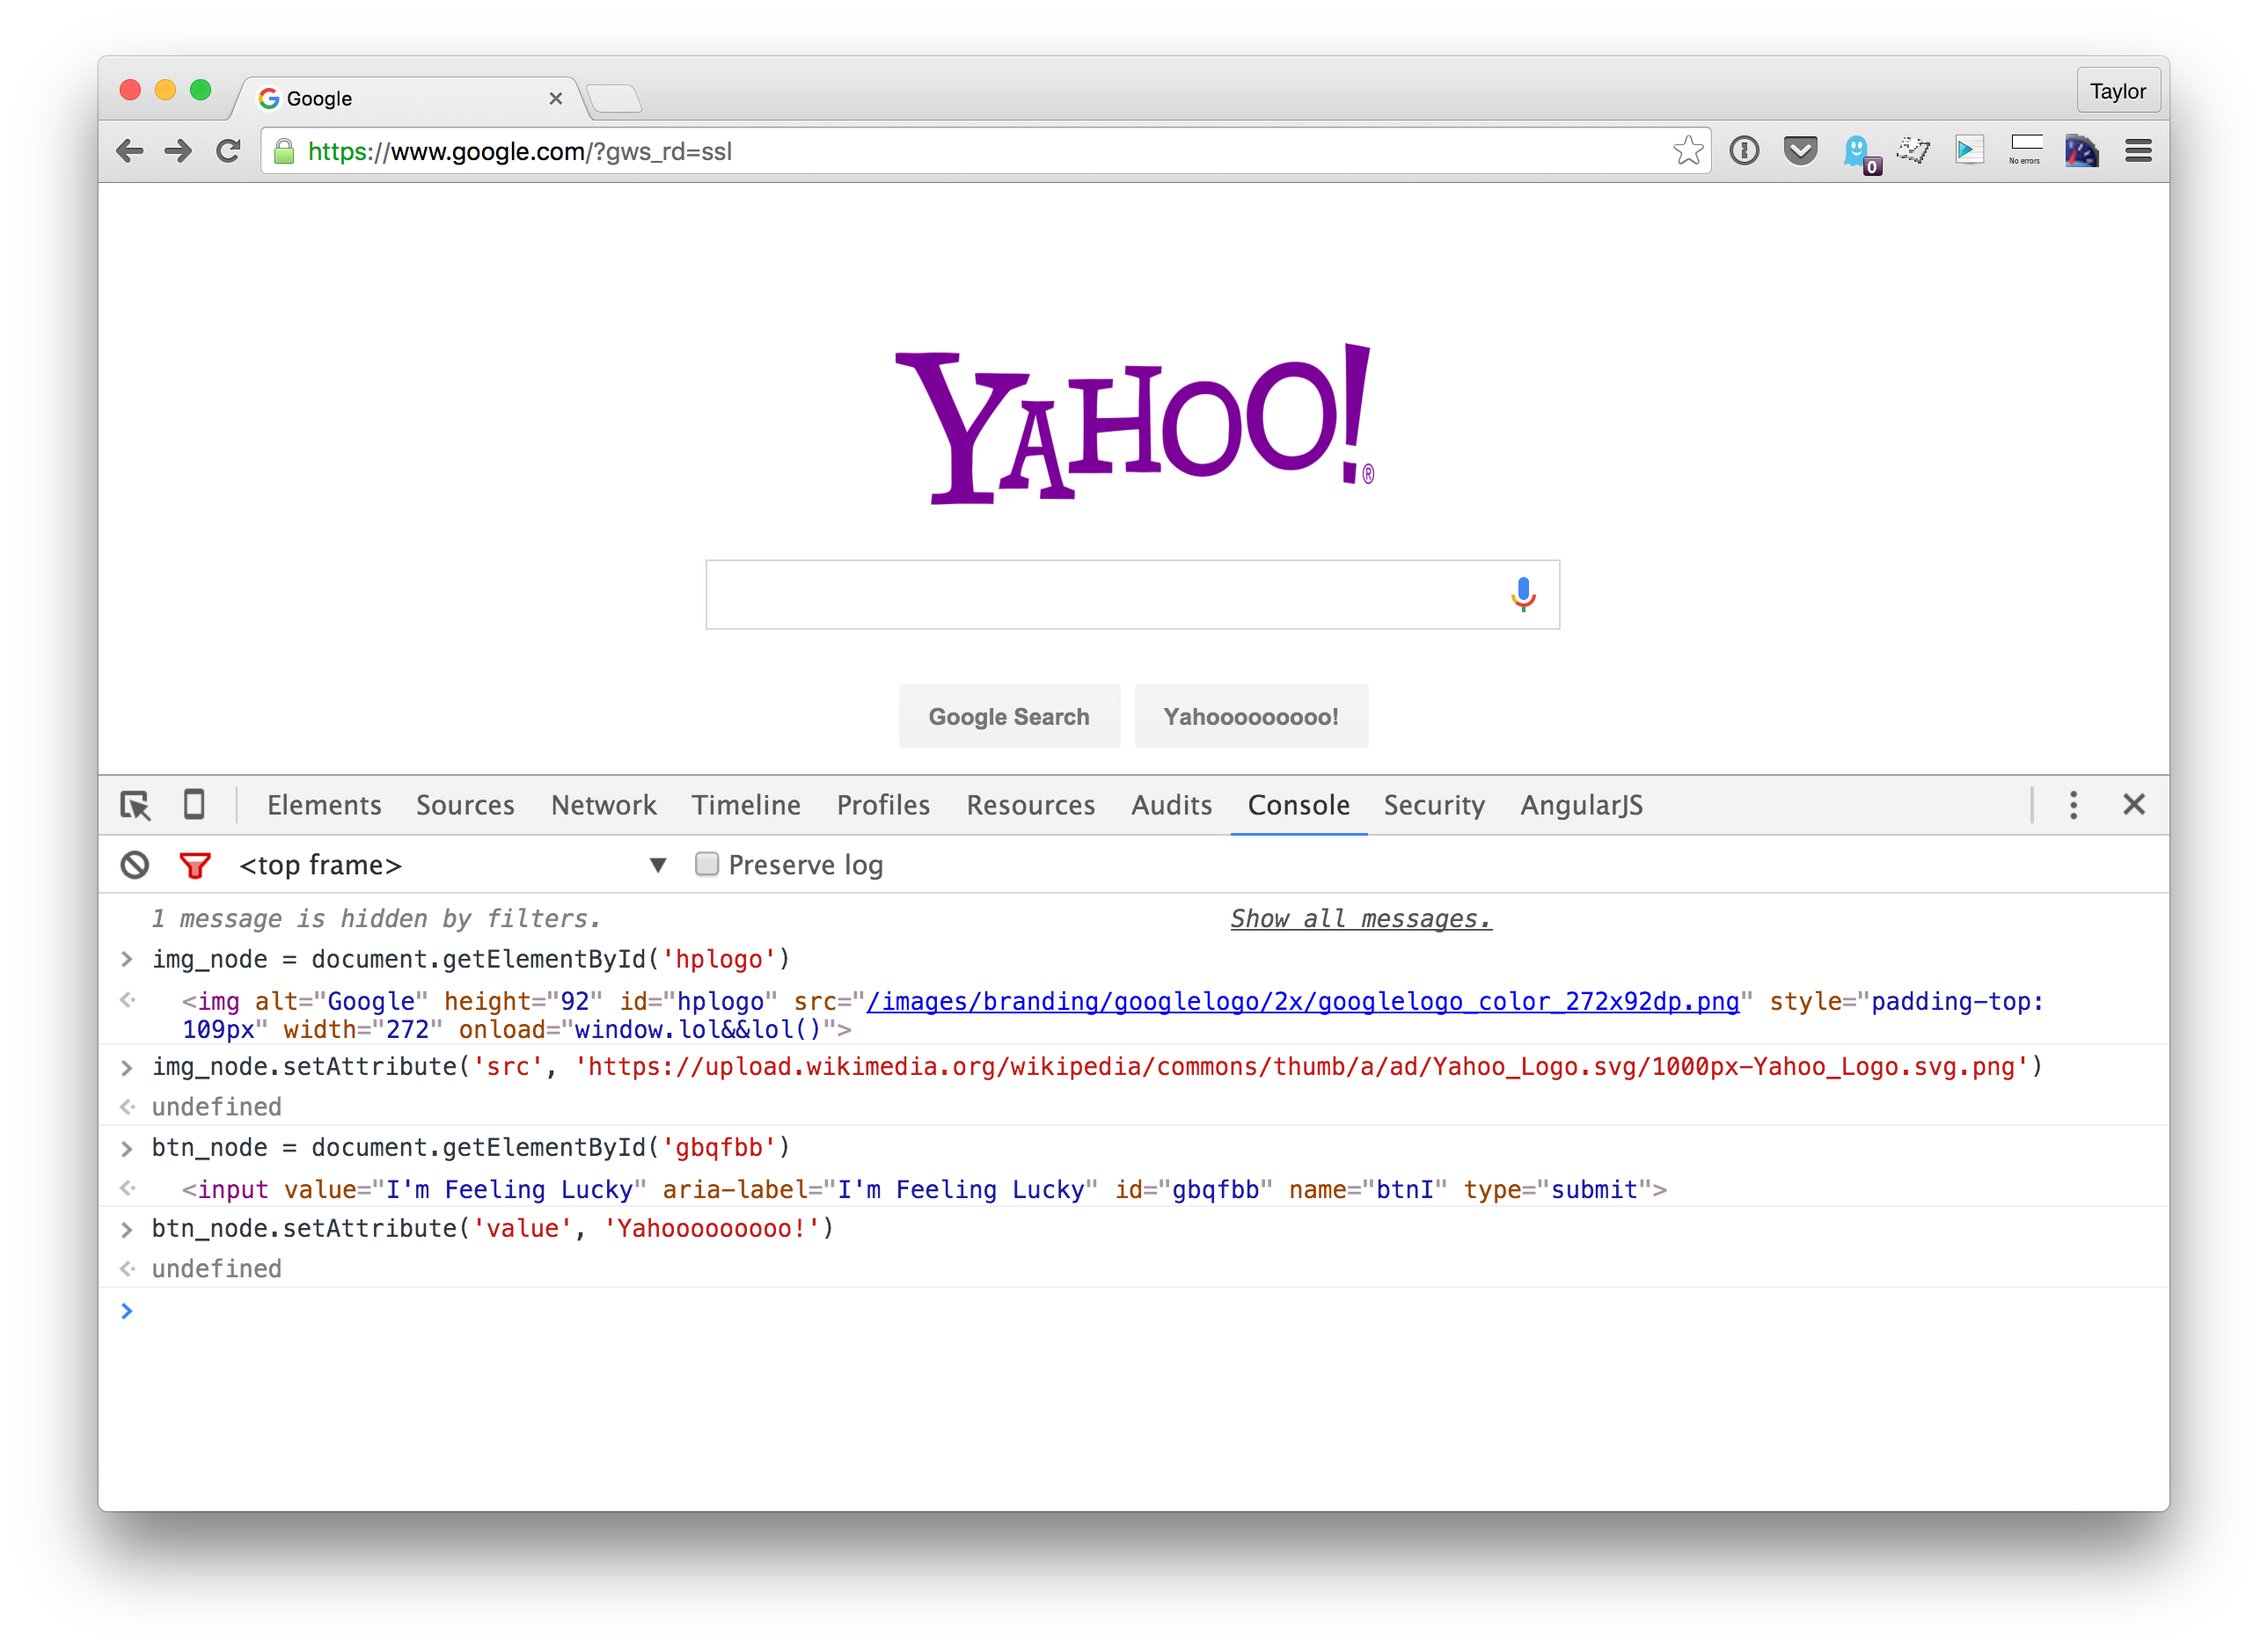 Google
Taylor
https://www.google.com/?gws_rd=ssl
0
No errors
YAHOO!®
Google Search Yahooooooooo!
Elements Sources Network Timeline Profiles Resources Audits Console Security AngularJS
<top frame> Preserve log
1 message is hidden by filters. Show all messages.
img_node = document.getElementById('hplogo')
<img alt="Google" height="92" id="hplogo" src="/images/branding/googlelogo/2x/googlelogo_color_272x92dp.png" style="padding-top:
109px" width="272" onload="window.lol&&lol()">
img_node.setAttribute('src', 'https://upload.wikimedia.org/wikipedia/commons/thumb/a/ad/Yahoo_Logo.svg/1000px-Yahoo_Logo.svg.png')
undefined
btn_node = document.getElementById('gbqfbb')
<input value="I'm Feeling Lucky" aria-label="I'm Feeling Lucky" id="gbqfbb" name="btnI" type="submit">
btn_node.setAttribute('value', 'Yahooooooooo!')
undefined